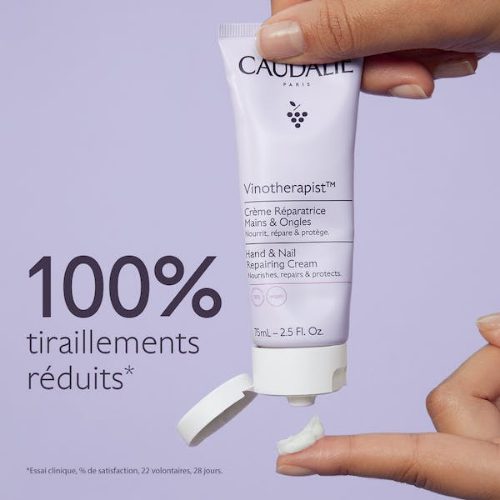 CAUDALIE
PARIS
Vinotherapist™
Crème Réparatrice
Mains & Ongles
Nourrit, répare & protège.
Hand & Nail
Repairing Cream
Nourishes, repairs & protects.
75mL – 2.5 Fl. Oz.
100%
tiraillements
réduits*
*Essai clinique, % de satisfaction, 22 volontaires, 28 jours.